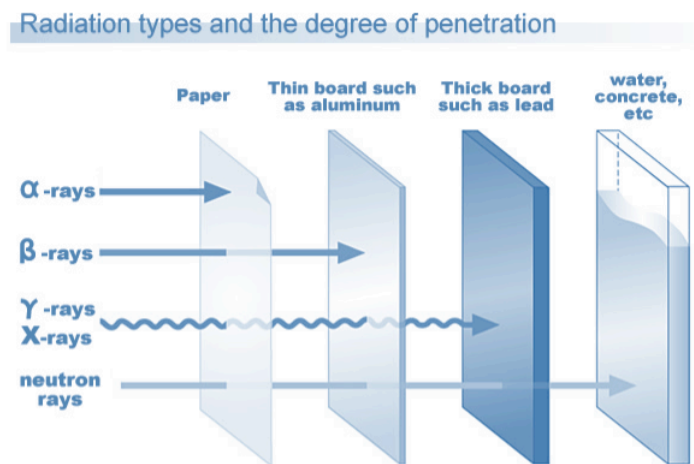 Radiation types and the degree of penetration
Paper
Thin board such
as aluminum
Thick board
such as lead
water,
concrete,
etc
α-rays
β-rays
γ-rays
X-rays
neutron
rays